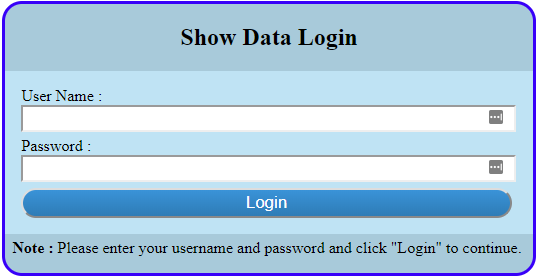 Show Data Login
User Name :
Password :
Login
Note : Please enter your username and password and click "Login" to continue.